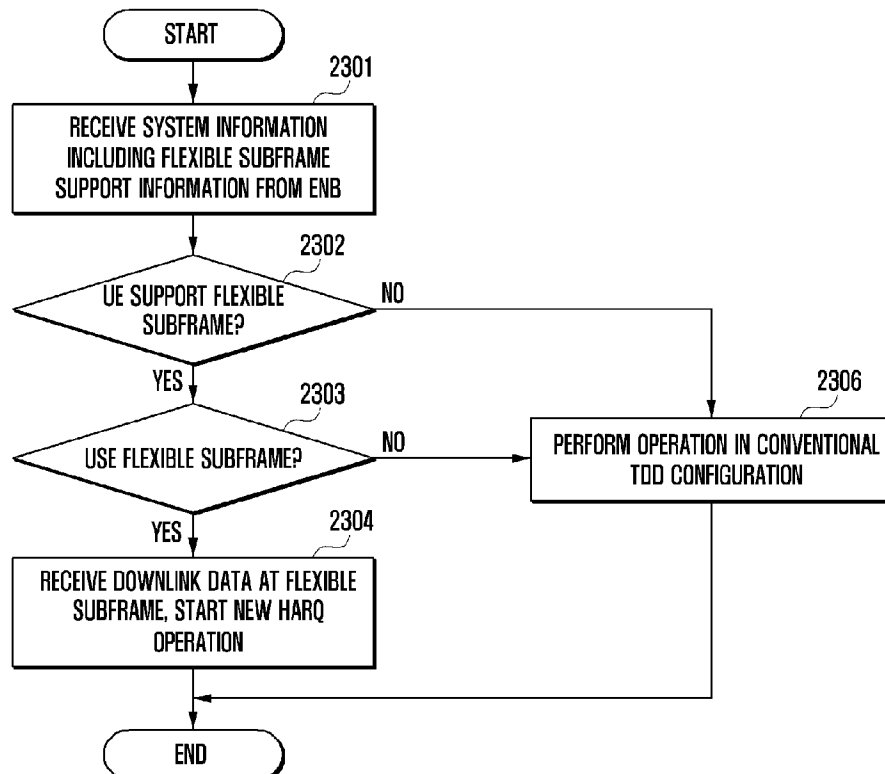 START
2301
RECEIVE SYSTEM INFORMATION
INCLUDING FLEXIBLE SUBFRAME
SUPPORT INFORMATION FROM ENB
2302
UE SUPPORT FLEXIBLE
SUBFRAME?
NO
YES
2303
USE FLEXIBLE SUBFRAME?
NO
2306
PERFORM OPERATION IN CONVENTIONAL
TDD CONFIGURATION
YES
2304
RECEIVE DOWNLINK DATA AT FLEXIBLE
SUBFRAME, START NEW HARQ
OPERATION
END